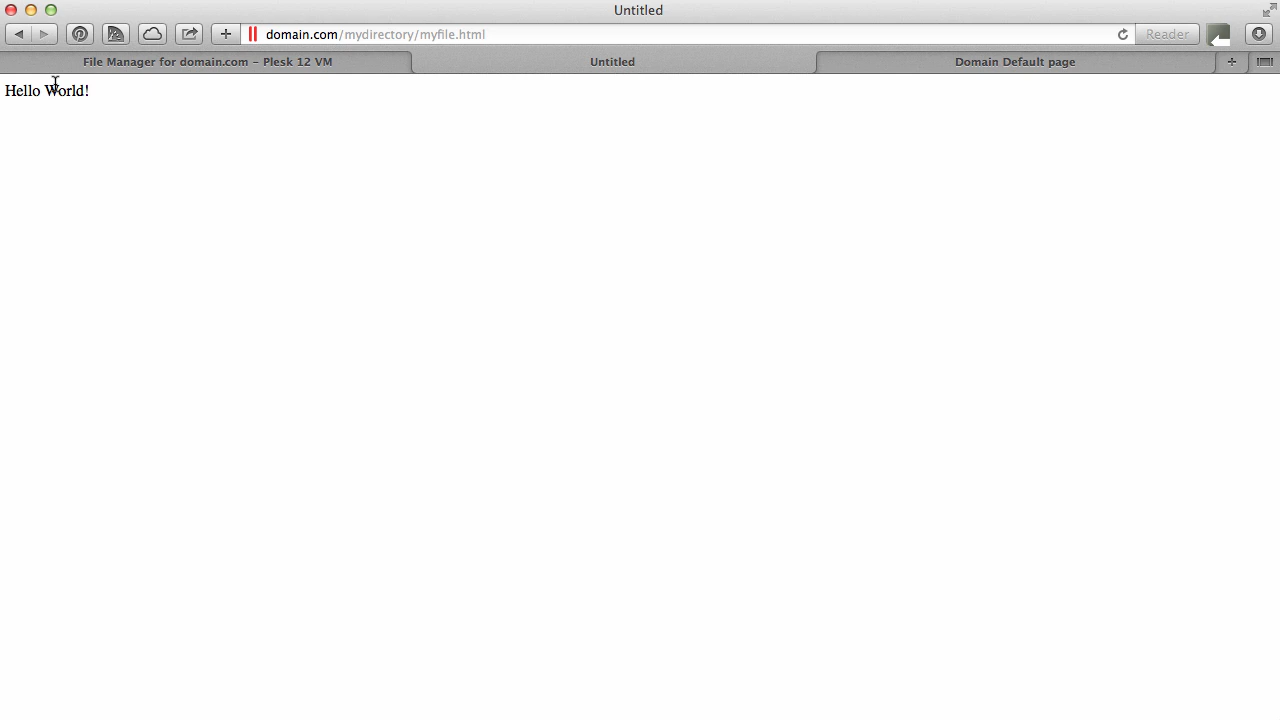 Untitled
domain.com/mydirectory/myfile.html
Reader
File Manager for domain.com – Plesk 12 VM
Untitled
Domain Default page
Hello World!